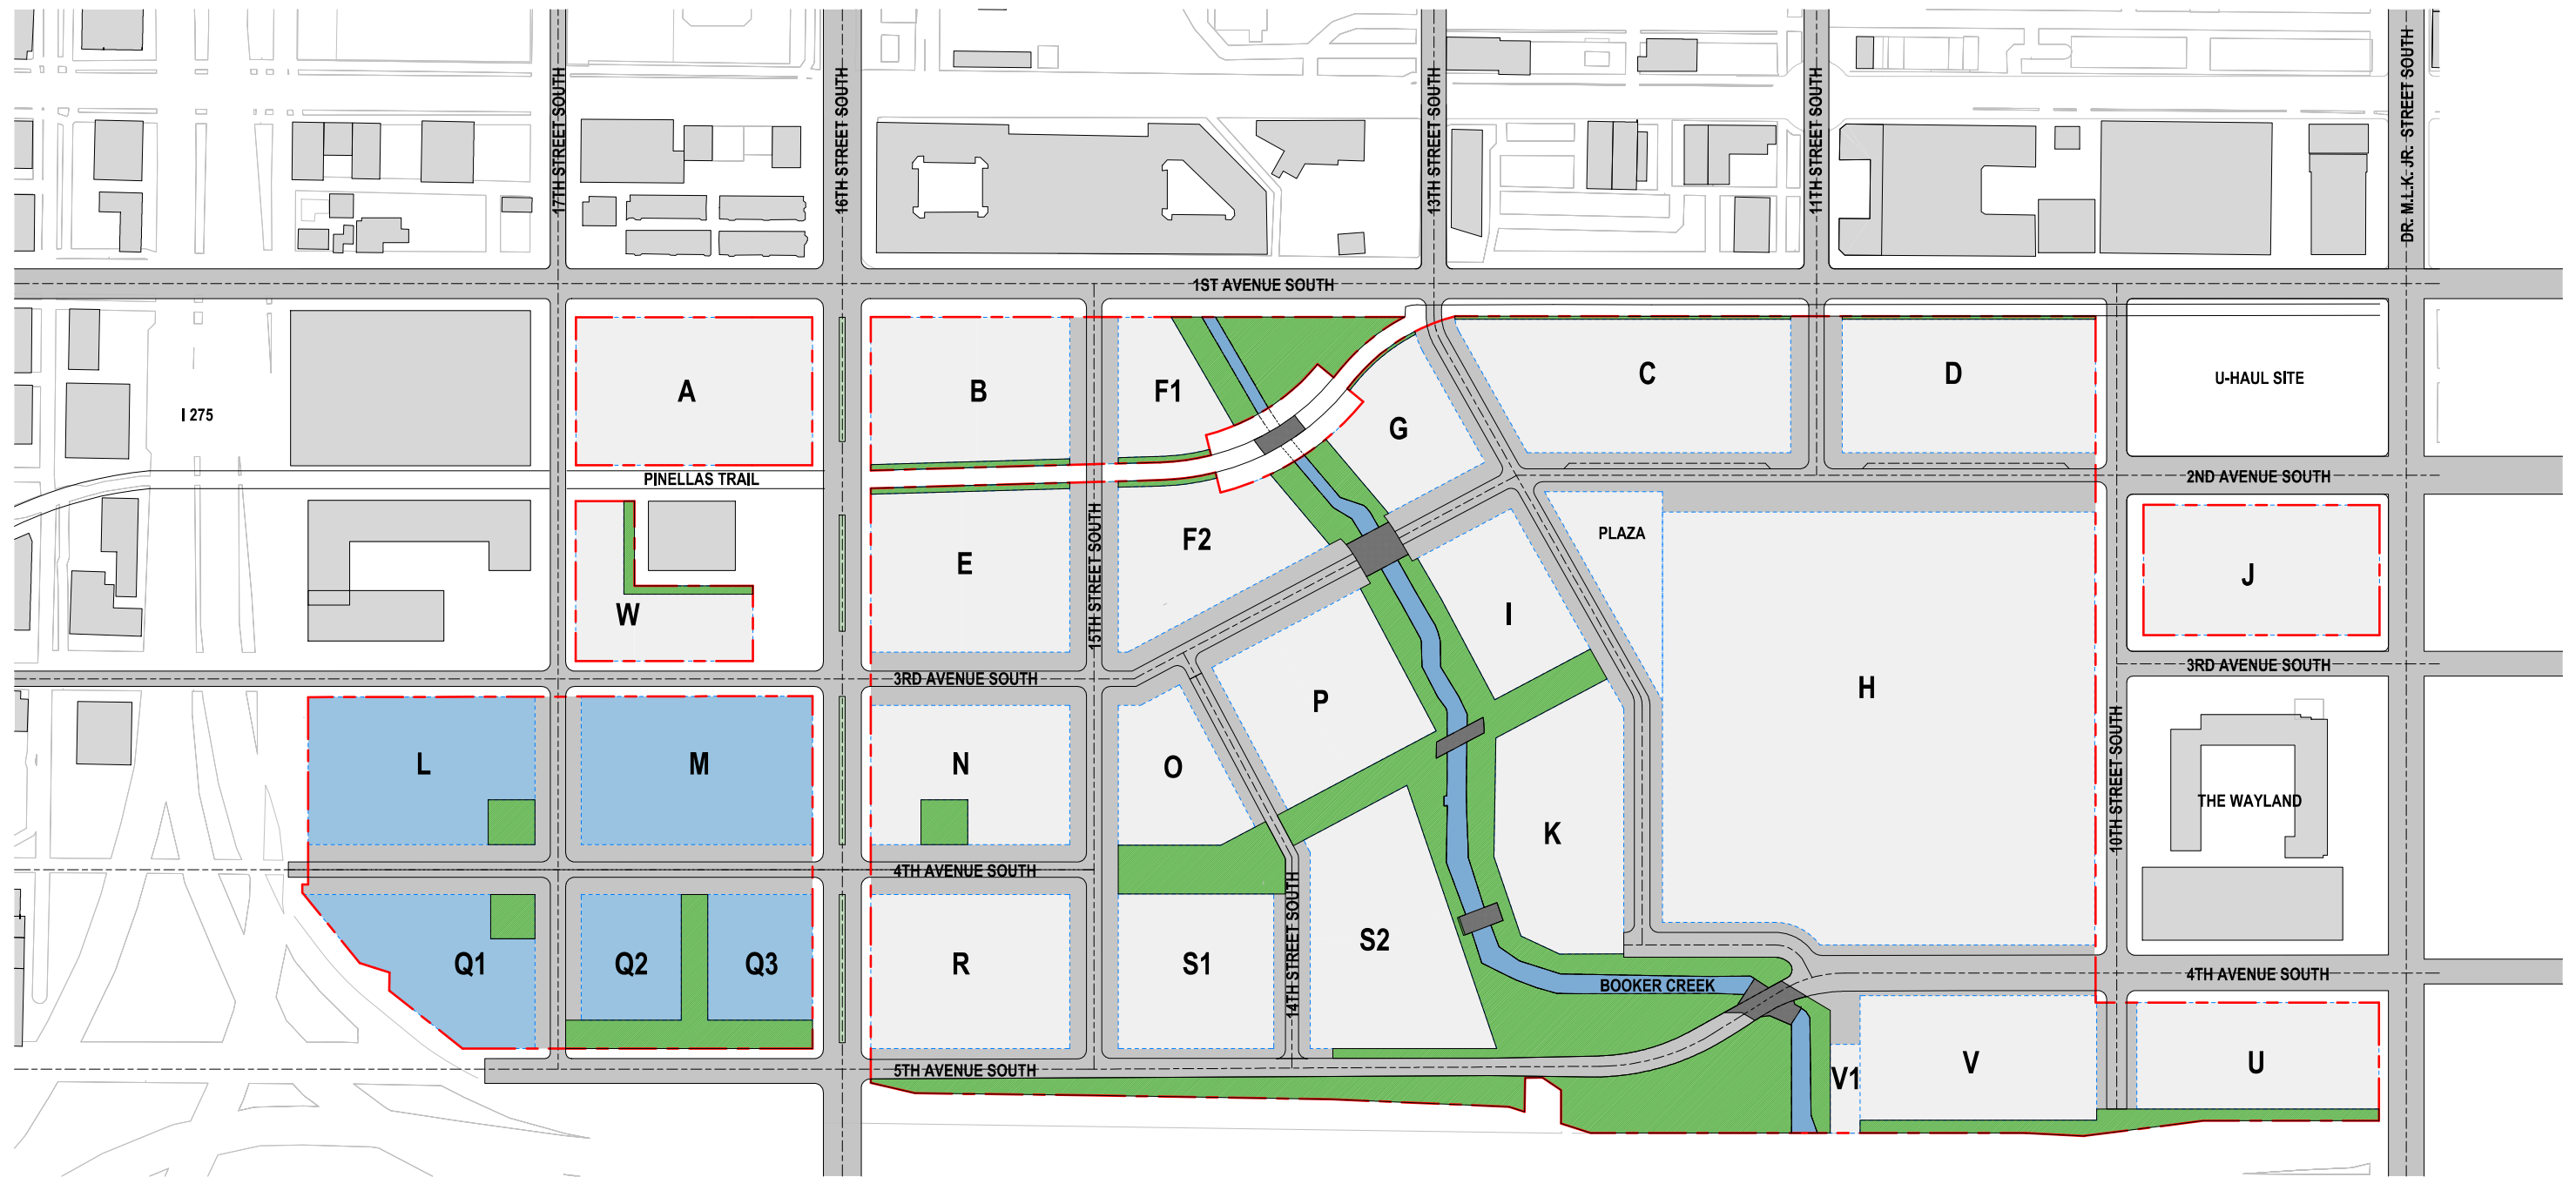 17TH STREET SOUTH
16TH STREET SOUTH
13TH STREET SOUTH
11TH STREET SOUTH
DR. M.L.K. JR. STREET SOUTH
1ST AVENUE SOUTH
I 275
A
B
F1
G
C
D
U-HAUL SITE
PINELLAS TRAIL
2ND AVENUE SOUTH
W
E
15TH STREET SOUTH
F2
I
PLAZA
H
J
3RD AVENUE SOUTH
3RD AVENUE SOUTH
L
M
N
O
P
K
10TH STREET SOUTH
THE WAYLAND
4TH AVENUE SOUTH
Q1
Q2
Q3
R
S1
14TH STREET SOUTH
S2
BOOKER CREEK
4TH AVENUE SOUTH
5TH AVENUE SOUTH
V1
V
U